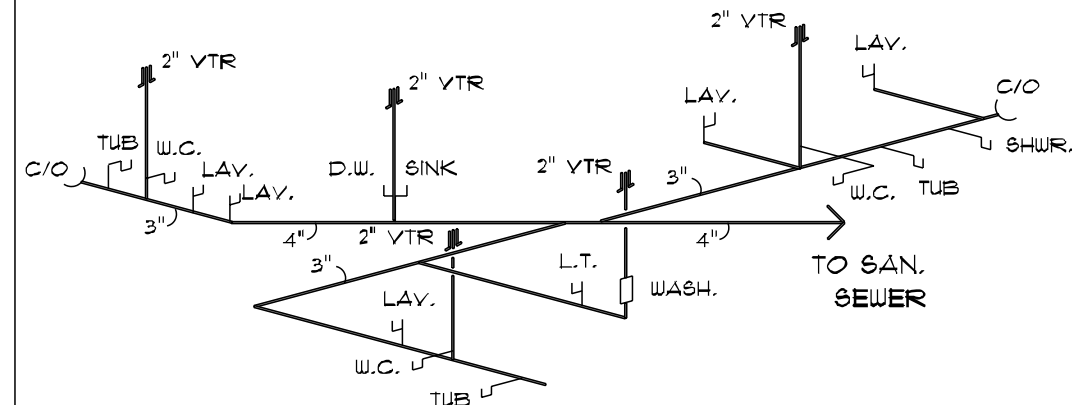 2" VTR
LAV.
2" VTR
C/O
2" VTR
LAV.
TUB
W.C.
SHWR.
C/O
LAV.
D.W.
SINK
2" VTR
3"
TUB
LAV.
W.C.
3"
4"
2" VTR
4"
3"
L.T.
TO SAN.
SEWER
WASH.
LAV.
W.C.
TUB